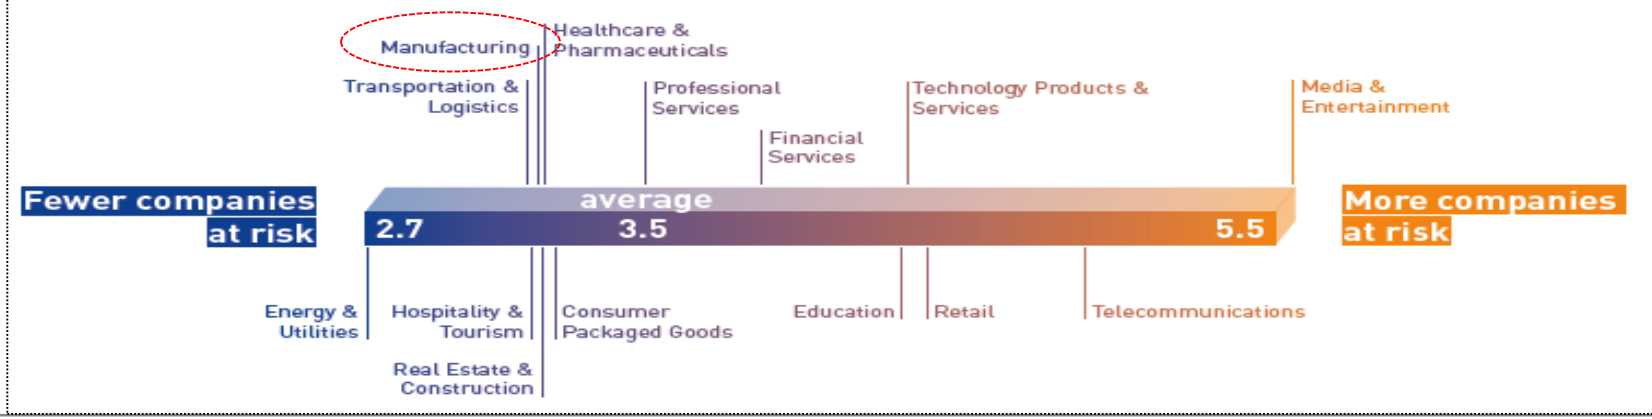 Healthcare &
Pharmaceuticals
Manufacturing
Transportation &
Logistics
Professional
Services
Financial
Services
Technology Products &
Services
Media &
Entertainment
Fewer companies
at risk
average
2.7
3.5
5.5
More companies
at risk
Energy &
Utilities
Hospitality &
Tourism
Real Estate &
Construction
Consumer
Packaged Goods
Education
Retail
Telecommunications